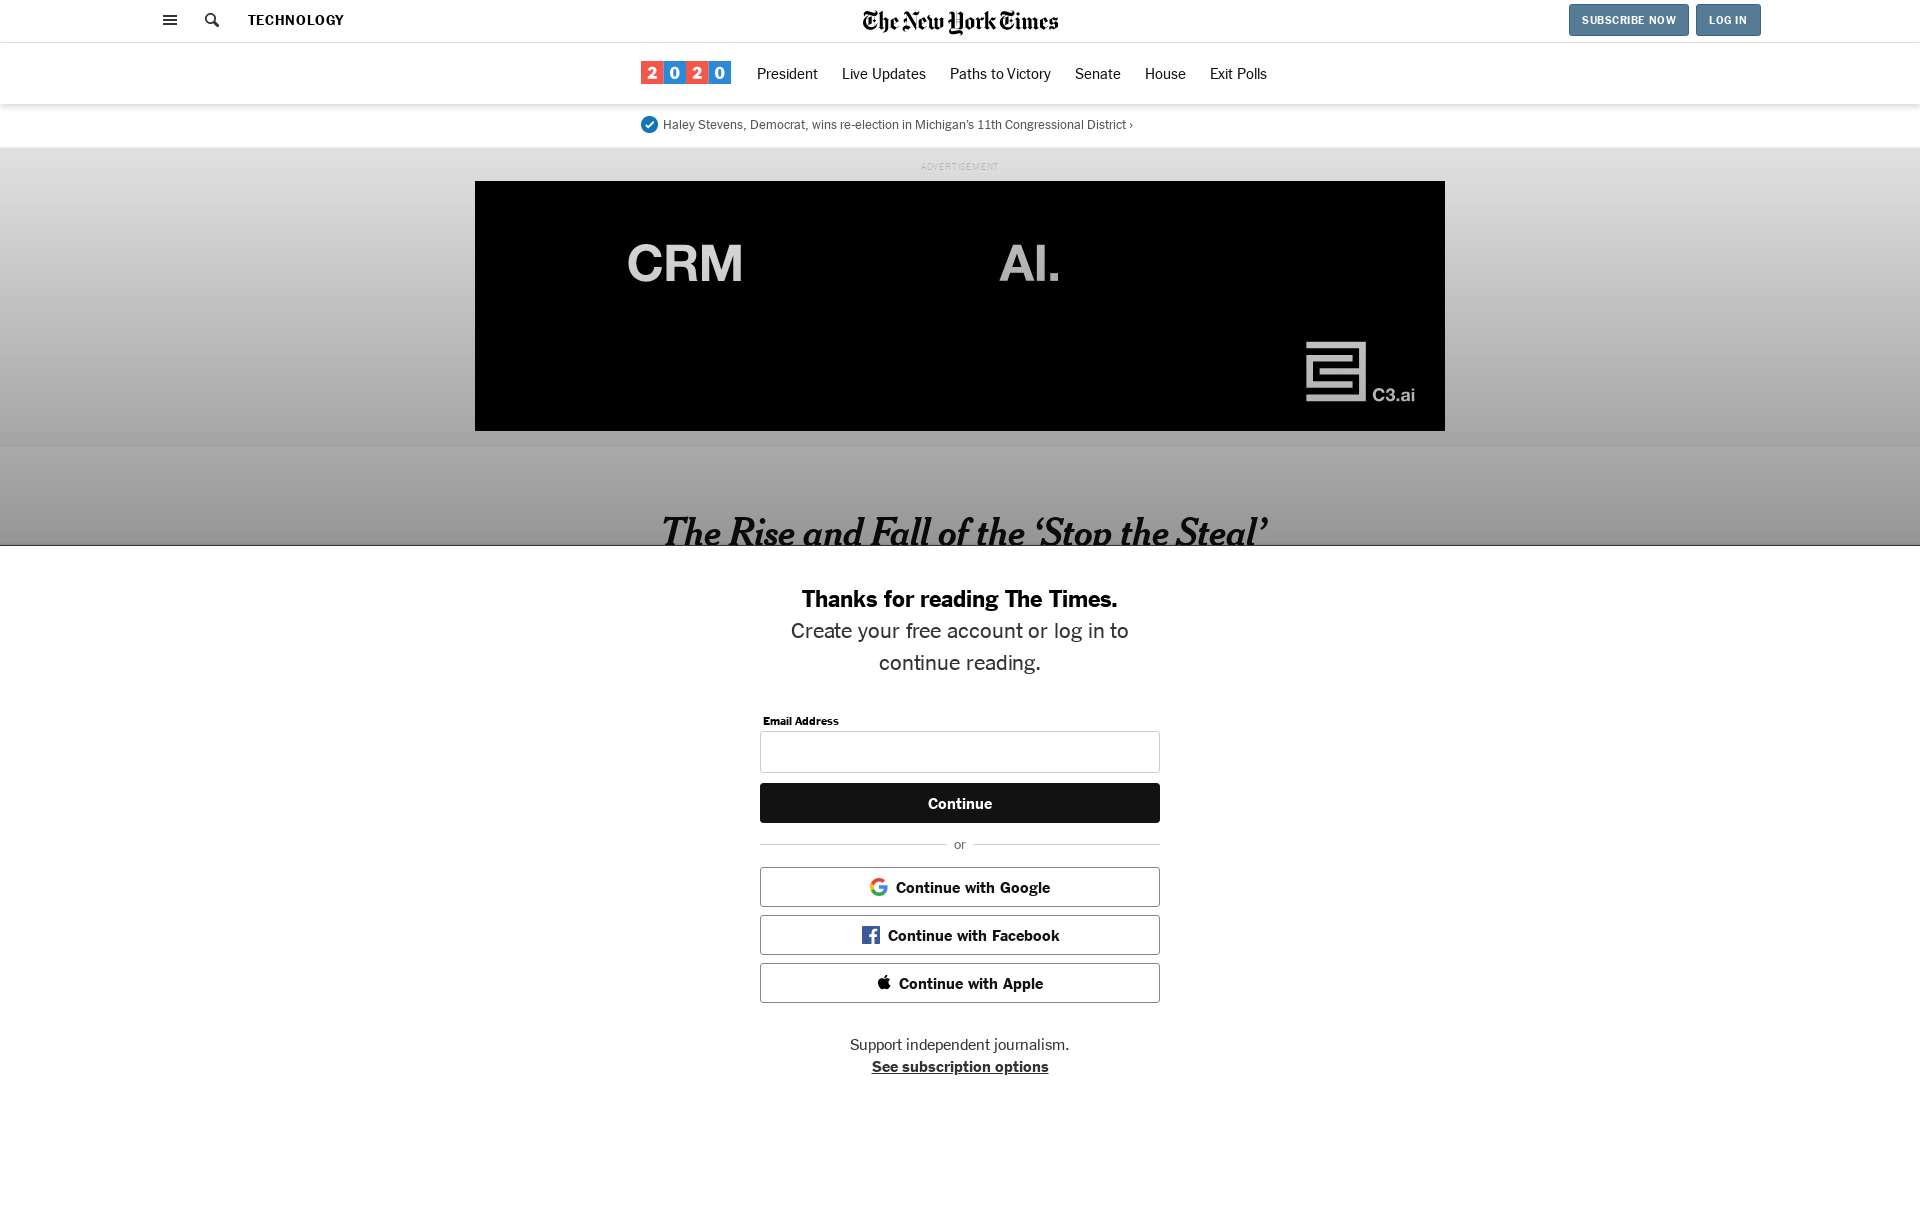 TECHNOLOGY
The New York Times
SUBSCRIBE NOW
LOG IN
2020
President
Live Updates
Paths to Victory
Senate
House
Exit Polls
Haley Stevens, Democrat, wins re-election in Michigan’s 11th Congressional District ›
ADVERTISEMENT
CRM
AI.
C3.ai
The Rise and Fall of the ‘Stop the Steal’
Thanks for reading The Times.
Create your free account or log in to
continue reading.
Email Address
Continue
or
Continue with Google
Continue with Facebook
Continue with Apple
Support independent journalism.
See subscription options